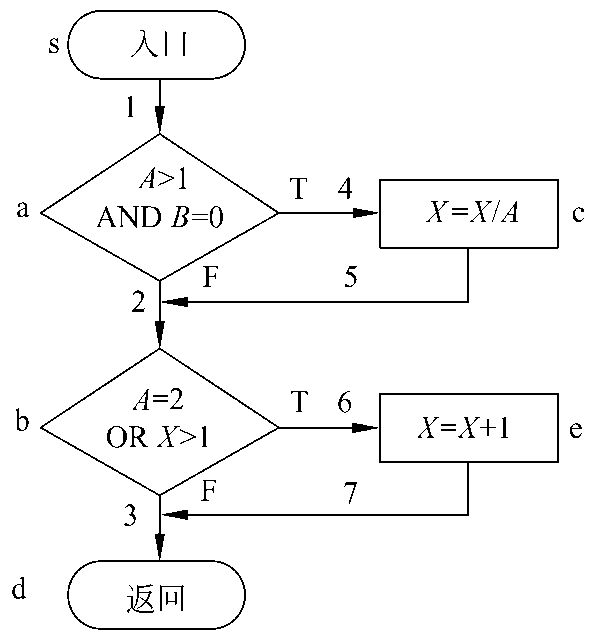 s
入口
1
A>1
AND B=0
a
T
4
X=X/A
c
F
5
2
A=2
OR X>1
b
T
6
X=X+1
e
F
7
3
d
返回